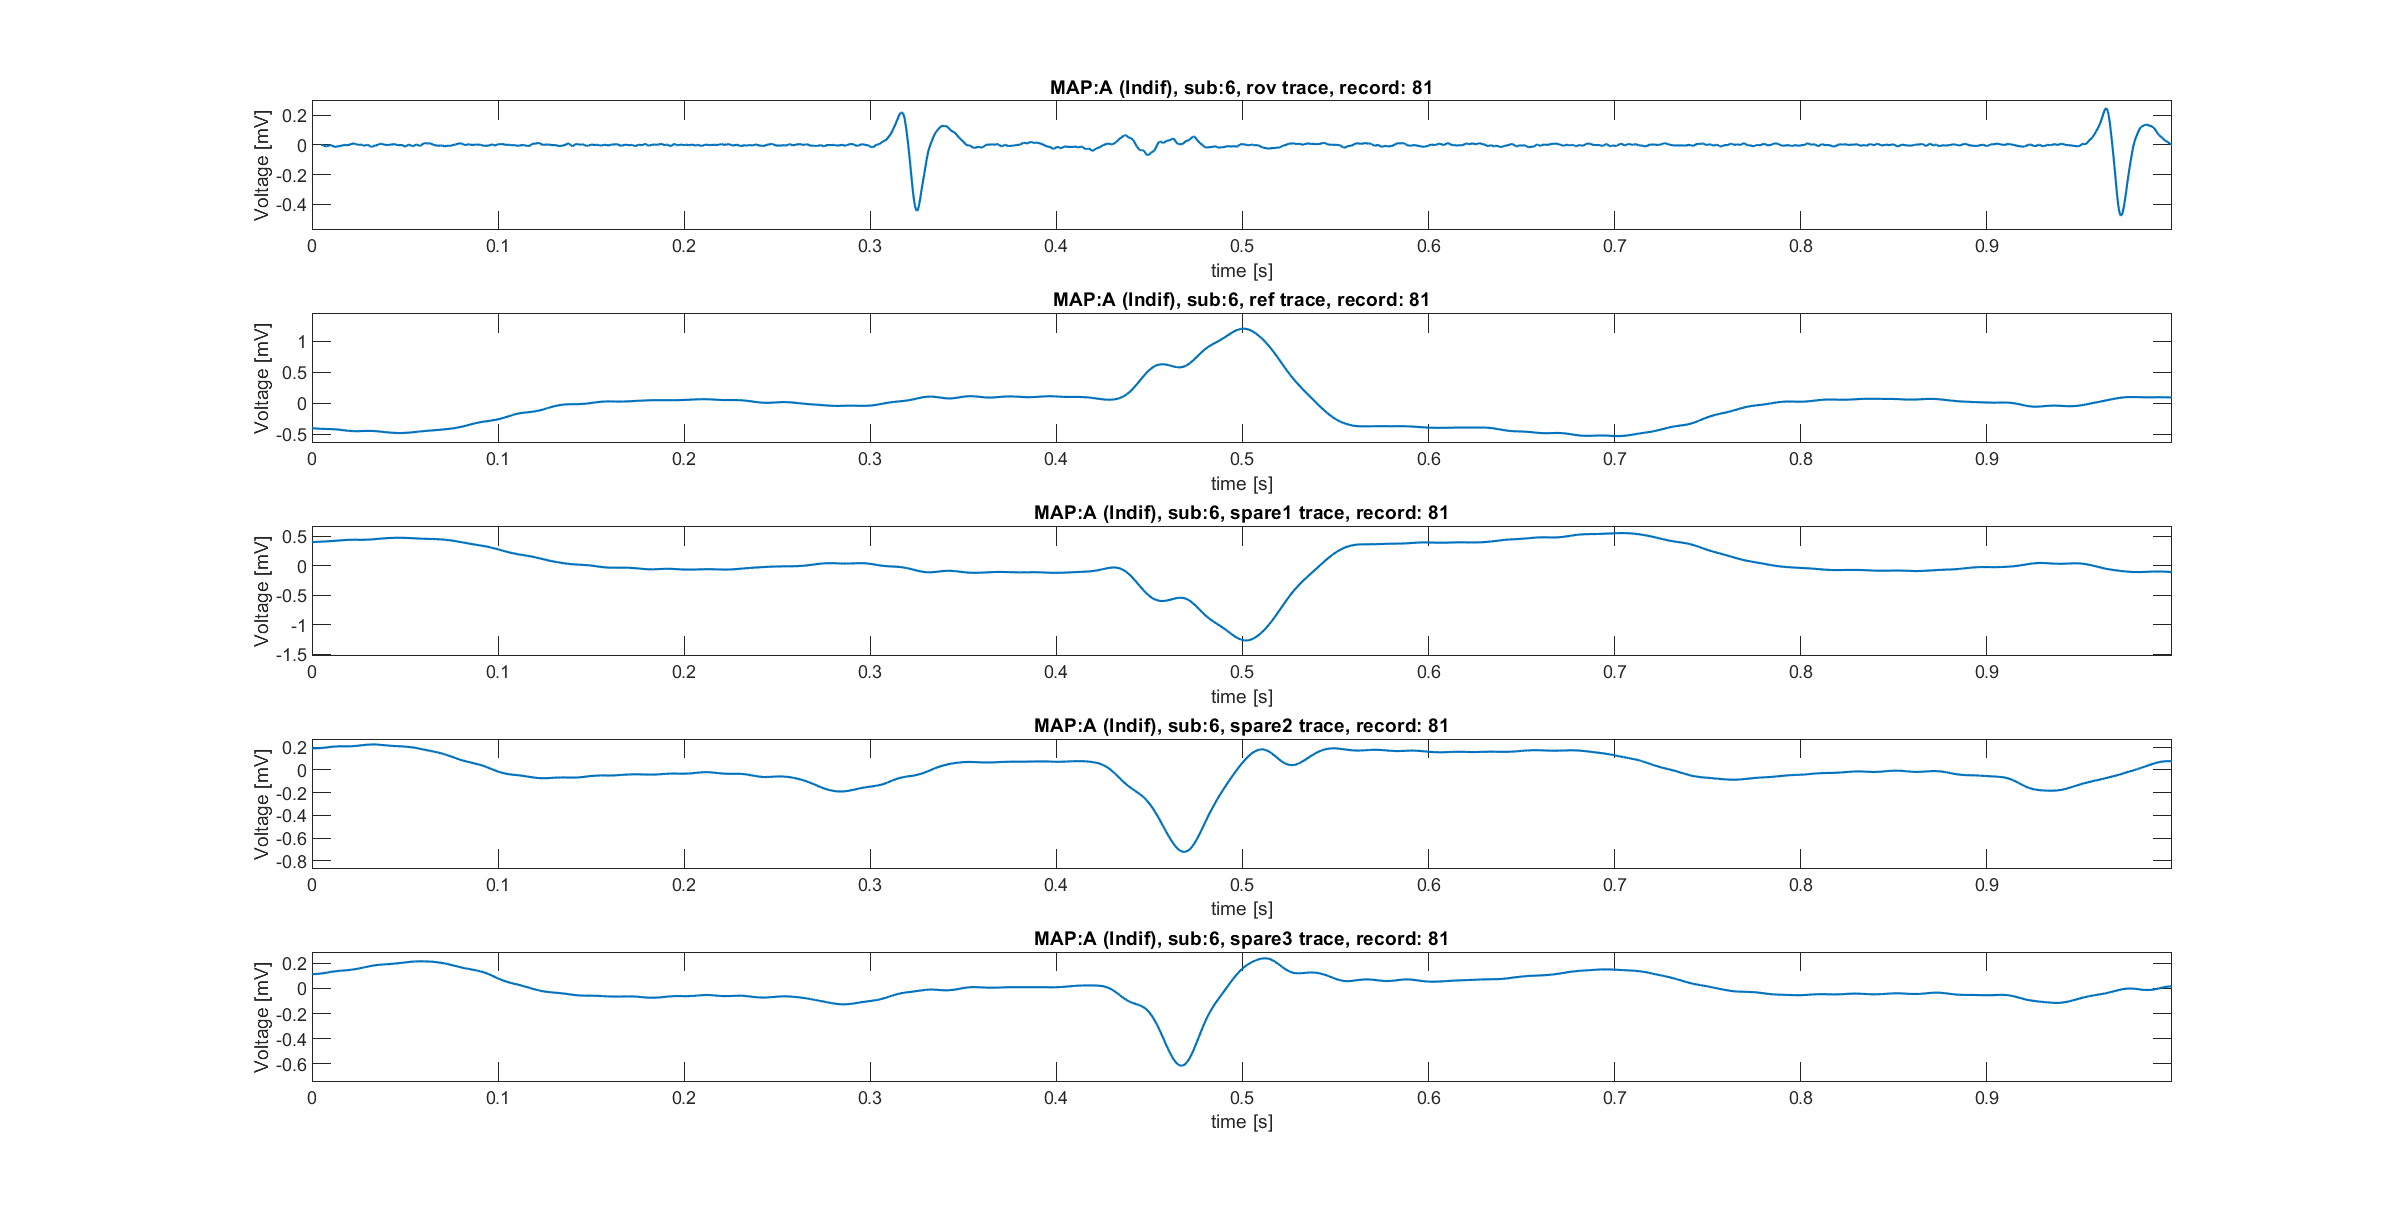 MAP:A (Indif), sub:6, rov trace, record: 81
Voltage [mV]
0.2
0
-0.2
-0.4
0 0.1 0.2 0.3 0.4 0.5 0.6 0.7 0.8 0.9
time [s]
MAP:A (Indif), sub:6, ref trace, record: 81
Voltage [mV]
1
0.5
0
-0.5
0 0.1 0.2 0.3 0.4 0.5 0.6 0.7 0.8 0.9
time [s]
MAP:A (Indif), sub:6, spare1 trace, record: 81
Voltage [mV]
0.5
0
-0.5
-1
-1.5
0 0.1 0.2 0.3 0.4 0.5 0.6 0.7 0.8 0.9
time [s]
MAP:A (Indif), sub:6, spare2 trace, record: 81
Voltage [mV]
0.2
0
-0.2
-0.4
-0.6
-0.8
0 0.1 0.2 0.3 0.4 0.5 0.6 0.7 0.8 0.9
time [s]
MAP:A (Indif), sub:6, spare3 trace, record: 81
Voltage [mV]
0.2
0
-0.2
-0.4
-0.6
0 0.1 0.2 0.3 0.4 0.5 0.6 0.7 0.8 0.9
time [s]